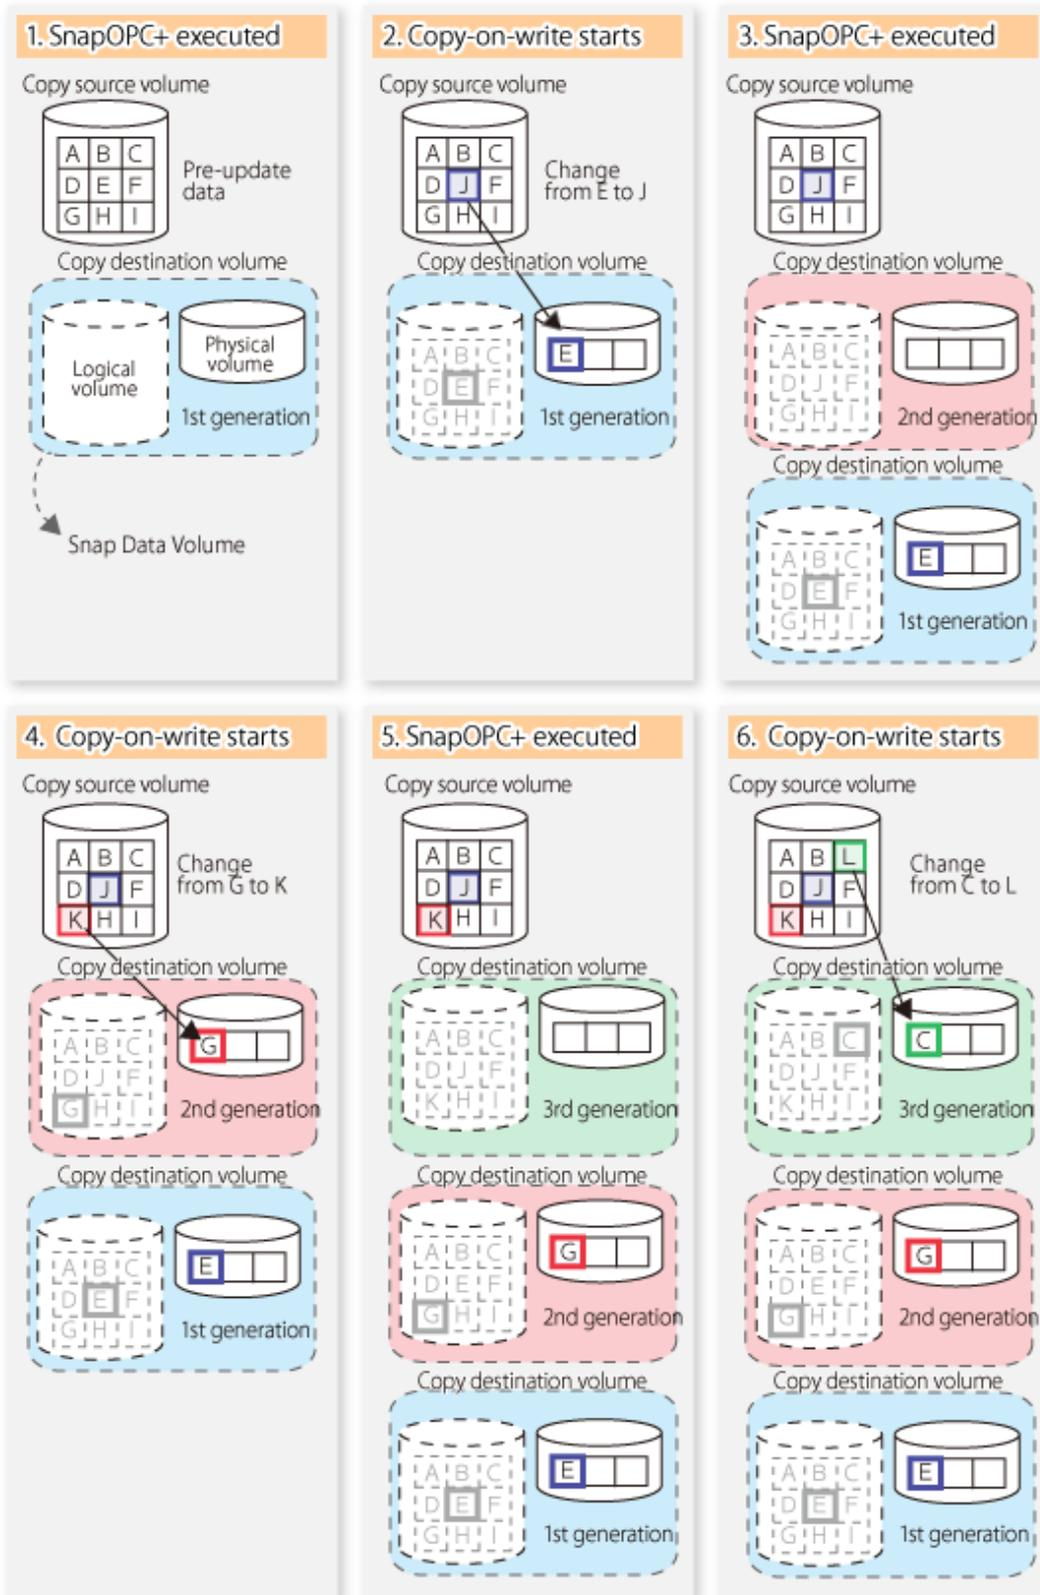 1. SnapOPC+ executed
Copy source volume
A B C
D E F
G H I
Pre-update
data
Copy destination volume
Logical
volume
Physical
volume
1st generation
Snap Data Volume
2. Copy-on-write starts
Copy source volume
A B C
D J F
G H I
Change
from E to J
Copy destination volume
A B C
D E F
G H I
E
1st generation
3. SnapOPC+ executed
Copy source volume
A B C
D J F
G H I
Copy destination volume
A B C
D J F
G H I
2nd generation
Copy destination volume
A B C
D E F
G H I
E
1st generation
4. Copy-on-write starts
Copy source volume
A B C
D J F
K H I
Change
from G to K
Copy destination volume
A B C
D J F
G H I
G
2nd generation
Copy destination volume
A B C
D E F
G H I
E
1st generation
5. SnapOPC+ executed
Copy source volume
A B C
D J F
K H I
Copy destination volume
A B C
D J F
K H I
3rd generation
Copy destination volume
A B C
D E F
G H I
G
2nd generation
Copy destination volume
A B C
D E F
G H I
E
1st generation
6. Copy-on-write starts
Copy source volume
A B L
D J F
K H I
Change
from C to L
Copy destination volume
A B C
D J F
K H I
C
3rd generation
Copy destination volume
A B C
D E F
G H I
G
2nd generation
Copy destination volume
A B C
D E F
G H I
E
1st generation